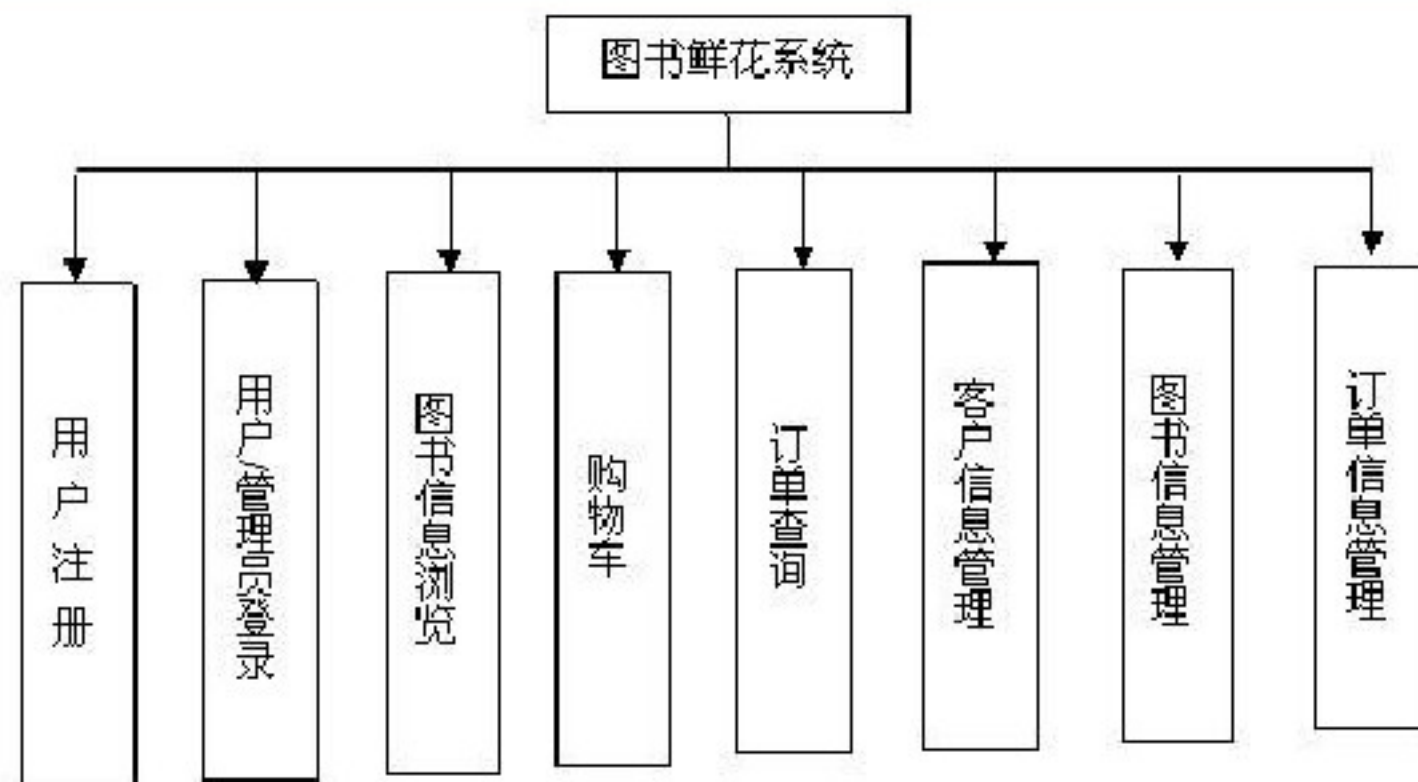 图书鲜花系统
用户注册
用户/管理员登录
图书信息浏览
购物车
订单查询
客户信息管理
图书信息管理
订单信息管理